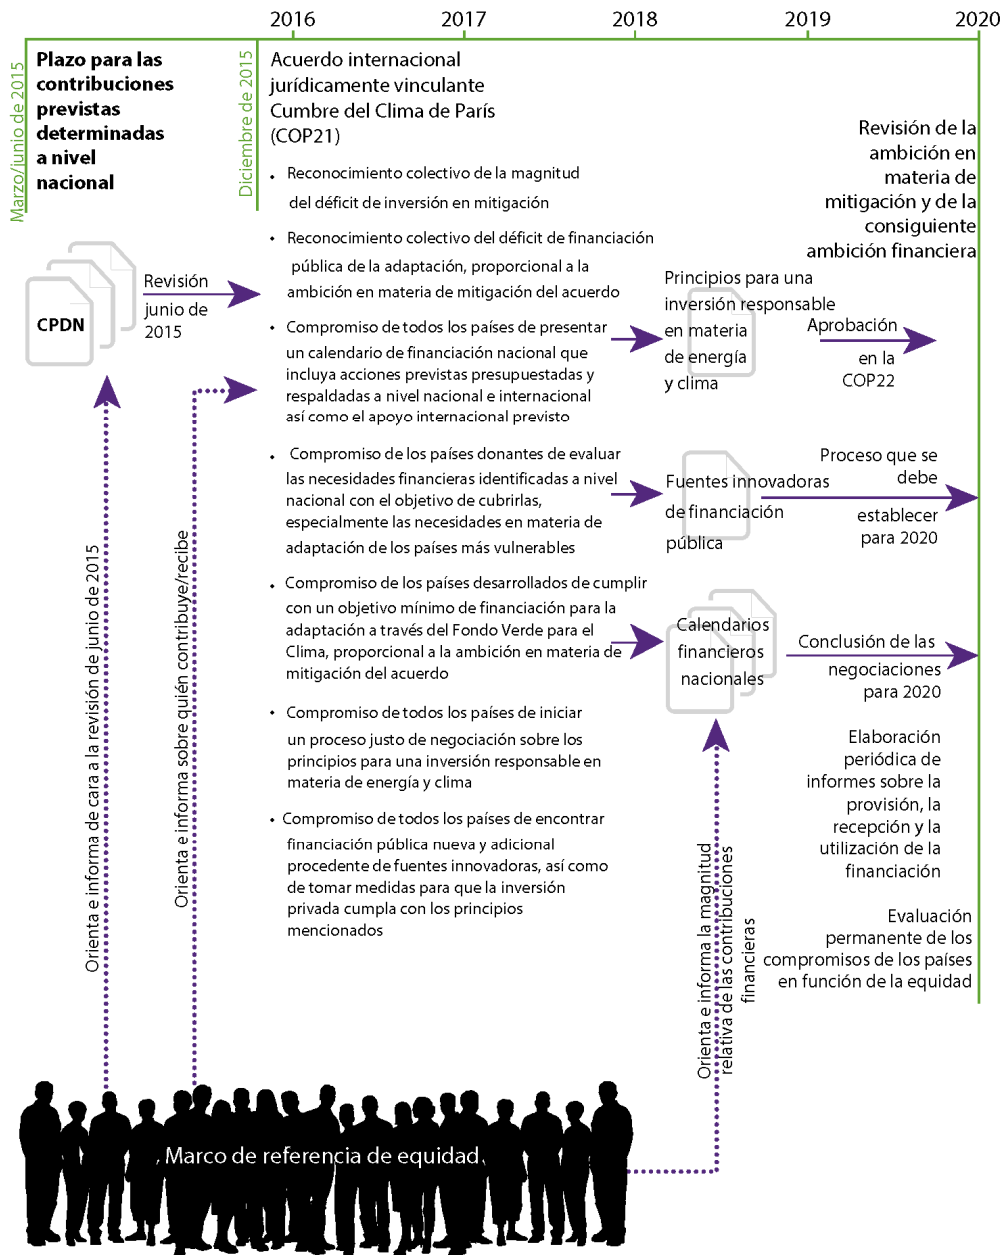 2016
2017
2018
2019
2020
Marzo/junio de 2015
Plazo para las
contribuciones
previstas
determinadas
a nivel
nacional
Diciembre de 2015
Acuerdo internacional
jurídicamente vinculante
Cumbre del Clima de París
(COP21)
• Reconocimiento colectivo de la magnitud
del déficit de inversión en mitigación
• Reconocimiento colectivo del déficit de financiación
pública de la adaptación, proporcional a la
ambición en materia de mitigación del acuerdo
• Compromiso de todos los países de presentar
un calendario de financiación nacional que
incluya acciones previstas presupuestadas y
respaldadas a nivel nacional e internacional
así como el apoyo internacional previsto
• Compromiso de los países donantes de evaluar
las necesidades financieras identificadas a nivel
nacional con el objetivo de cubrirlas,
especialmente las necesidades en materia de
adaptación de los países más vulnerables
• Compromiso de los países desarrollados de cumplir
con un objetivo mínimo de financiación para la
adaptación a través del Fondo Verde para el
Clima, proporcional a la ambición en materia de
mitigación del acuerdo
• Compromiso de todos los países de iniciar
un proceso justo de negociación sobre los
principios para una inversión responsable en
materia de energía y clima
• Compromiso de todos los países de encontrar
financiación pública nueva y adicional
procedente de fuentes innovadoras, así como
de tomar medidas para que la inversión
privada cumpla con los principios
mencionados
CPDN
Revisión
junio de
2015
Principios para una
inversión responsable
en materia
de energía
y clima
Aprobación
en la
COP22
Fuentes innovadoras
de financiación
pública
Proceso que se
debe
establecer
para 2020
Calendarios
financieros
nacionales
Conclusión de las
negociaciones
para 2020
Revisión de la
ambición en
materia de
mitigación y de la
consiguiente
ambición financiera
Elaboración
periódica de
informes sobre la
provisión, la
recepción y la
utilización de la
financiación
Evaluación
permanente de los
compromisos de los países
en función de la equidad
Orienta e informa de cara a la revisión de junio de 2015
Orienta e informa sobre quién contribuye/recibe
Orienta e informa la magnitud
relativa de las contribuciones
financieras
Marco de referencia de equidad